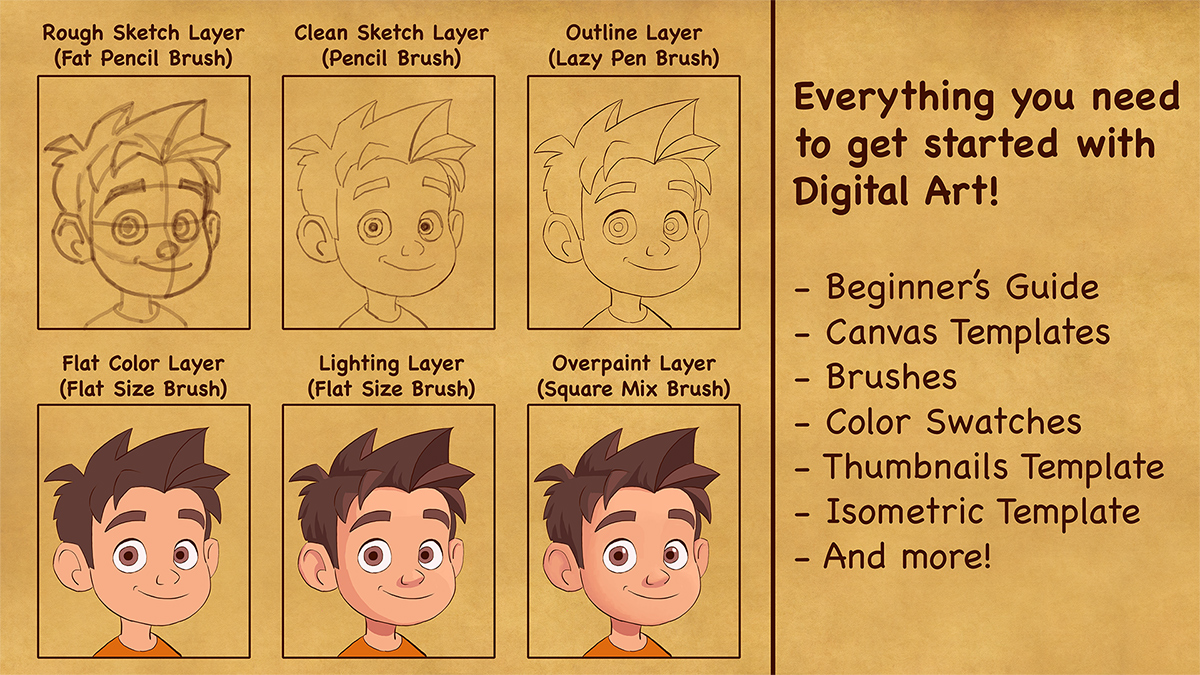 Rough Sketch Layer
(Fat Pencil Brush)
Clean Sketch Layer
(Pencil Brush)
Outline Layer
(Lazy Pen Brush)
Flat Color Layer
(Flat Size Brush)
Lighting Layer
(Flat Size Brush)
Overpaint Layer
(Square Mix Brush)
Everything you need
to get started with
Digital Art!
- Beginner's Guide
- Canvas Templates
- Brushes
- Color Swatches
- Thumbnails Template
- Isometric Template
- And more!